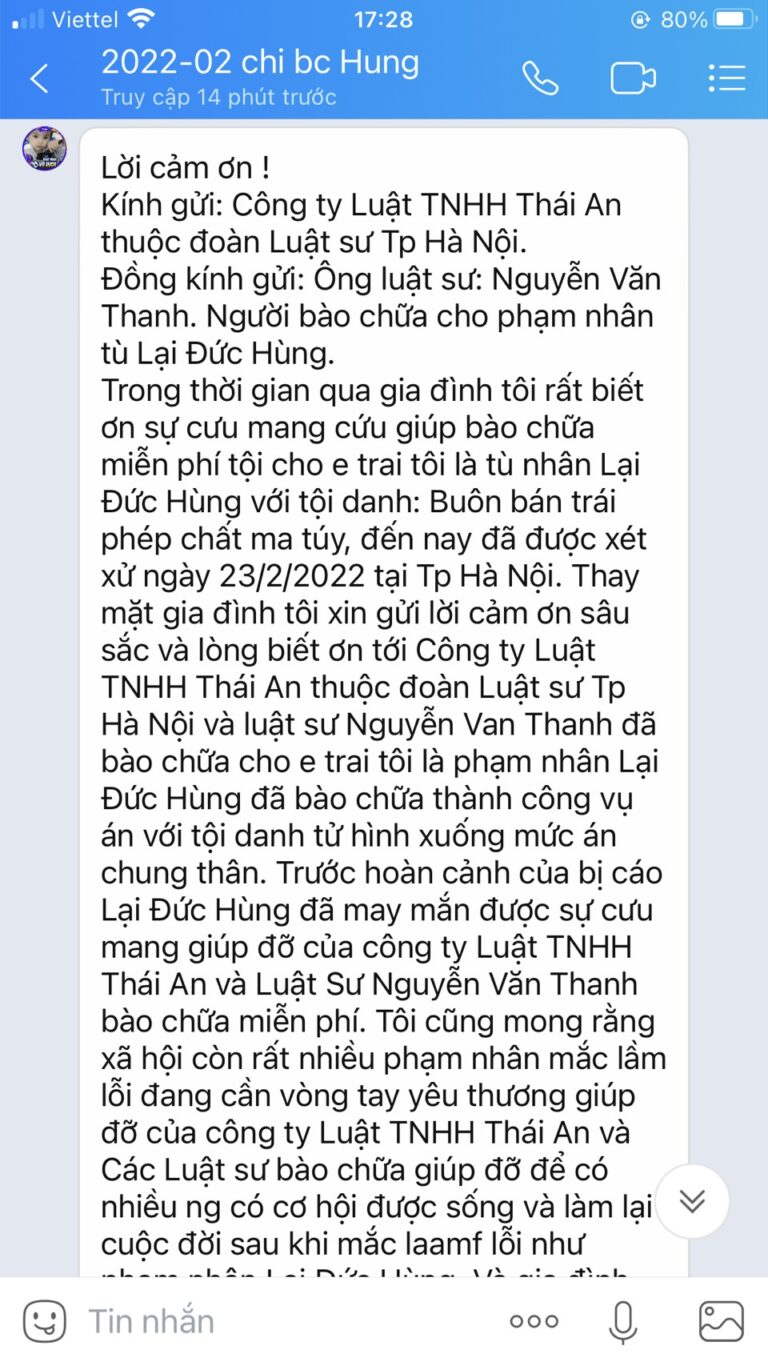 Viettel 17:28 80%
2022-02 chi bc Hung
Truy cập 14 phút trước
Lời cảm ơn !
Kính gửi: Công ty Luật TNHH Thái An
thuộc đoàn Luật sư Tp Hà Nội.
Đồng kính gửi: Ông luật sư: Nguyễn Văn
Thanh. Người bào chữa cho phạm nhân
tù Lại Đức Hùng.
Trong thời gian qua gia đình tôi rất biết
ơn sự cưu mang cứu giúp bào chữa
miễn phí tội cho e trai tôi là tù nhân Lại
Đức Hùng với tội danh: Buôn bán trái
phép chất ma túy, đến nay đã được xét
xử ngày 23/2/2022 tại Tp Hà Nội. Thay
mặt gia đình tôi xin gửi lời cảm ơn sâu
sắc và lòng biết ơn tới Công ty Luật
TNHH Thái An thuộc đoàn Luật sư Tp
Hà Nội và luật sư Nguyễn Van Thanh đã
bào chữa cho e trai tôi là phạm nhân Lại
Đức Hùng đã bào chữa thành công vụ
án với tội danh tử hình xuống mức án
chung thân. Trước hoàn cảnh của bị cáo
Lại Đức Hùng đã may mắn được sự cưu
mang giúp đỡ của công ty Luật TNHH
Thái An và Luật Sư Nguyễn Văn Thanh
bào chữa miễn phí. Tôi cũng mong rằng
xã hội còn rất nhiều phạm nhân mắc lầm
lỗi đang cần vòng tay yêu thương giúp
đỡ của công ty Luật TNHH Thái An và
Các Luật sư bào chữa giúp đỡ để có
nhiều ng có cơ hội được sống và làm lại
cuộc đời sau khi mắc laamf lỗi như
phạm nhân Lại Đức Hùng. Và gia đình
Tin nhắn